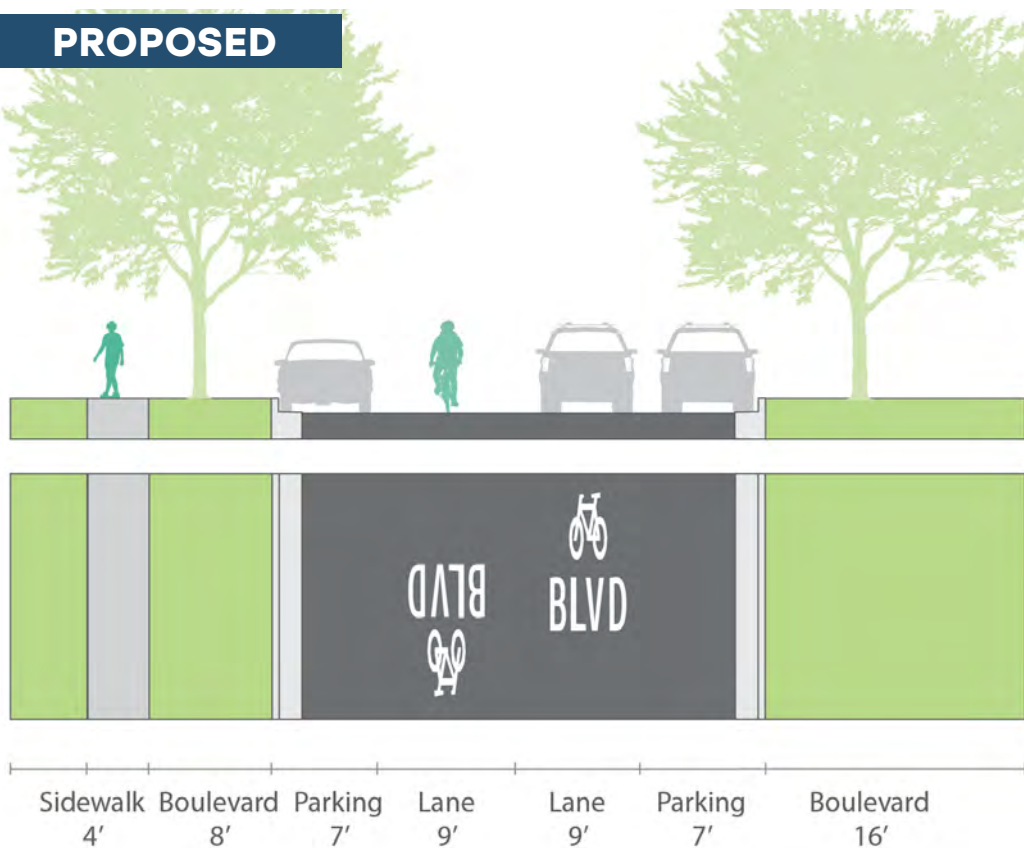 PROPOSED
BLVD
BLVD
Sidewalk Boulevard Parking Lane Lane Parking Boulevard
4′ 8′ 7′ 9′ 9′ 7′ 16′